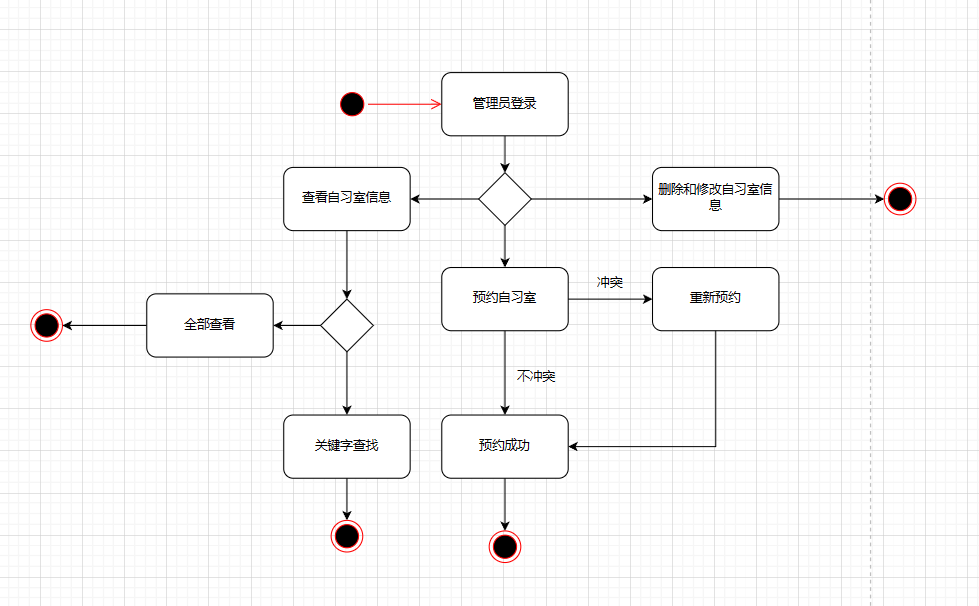 管理员登录
查看自习室信息
删除和修改自习室信
息
预约自习室
冲突
重新预约
全部查看
不冲突
关键字查找
预约成功